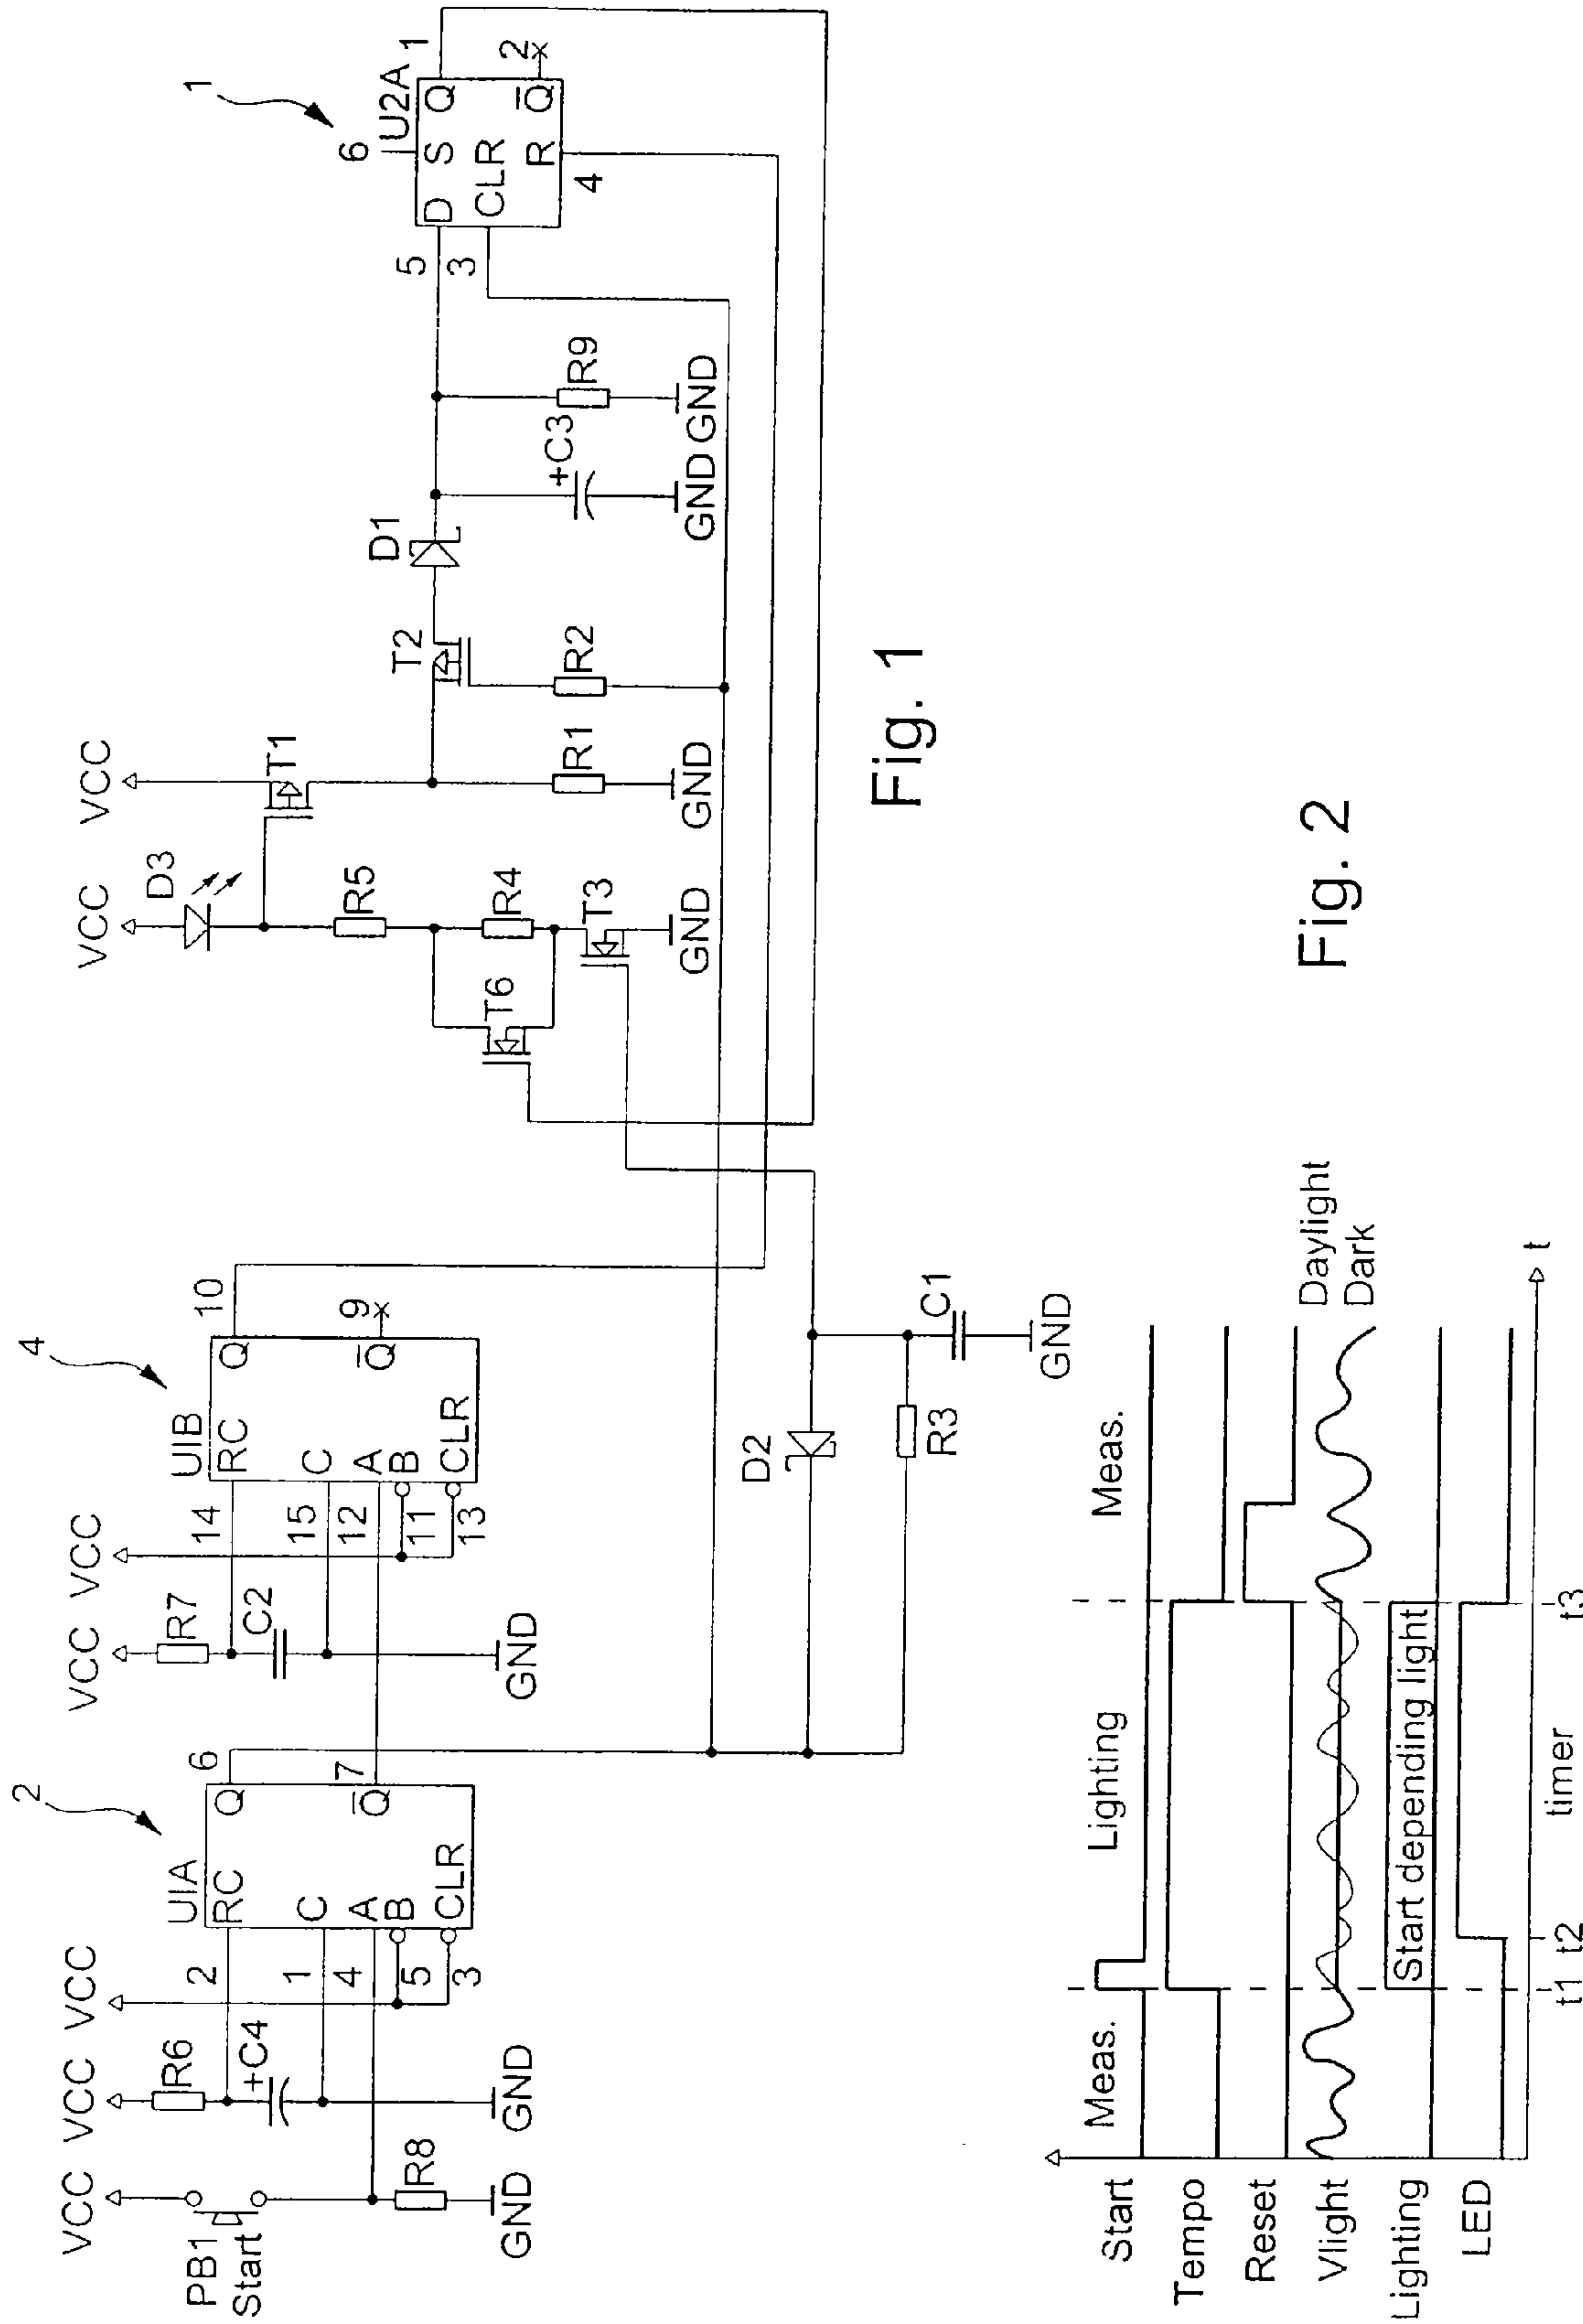 VCC VCC VCC
PB1
Start
R6
+C4
R8
GND GND
2
UIA
RC Q
C
A Q
B
CLR
2
1
4
5
3
6
7
VCC VCC
R7
C2
GND
4
UIB
RC Q
C
A Q
B
CLR
14
15
12
11
13
10
9
D2
R3
C1
GND
VCC VCC
D3
T1
R5
R4
T6
T3
GND
R1
GND
T2
R2
D1
+C3
R9
GND GND
1
6
U2A
D S Q
CLR
R Q
5
3
4
1
2
Fig. 1
Meas. Lighting Meas.
Start
Tempo
Reset
Vlight
Lighting
LED
Start depending light
Daylight
Dark
t1 t2 timer t3 t
Fig. 2